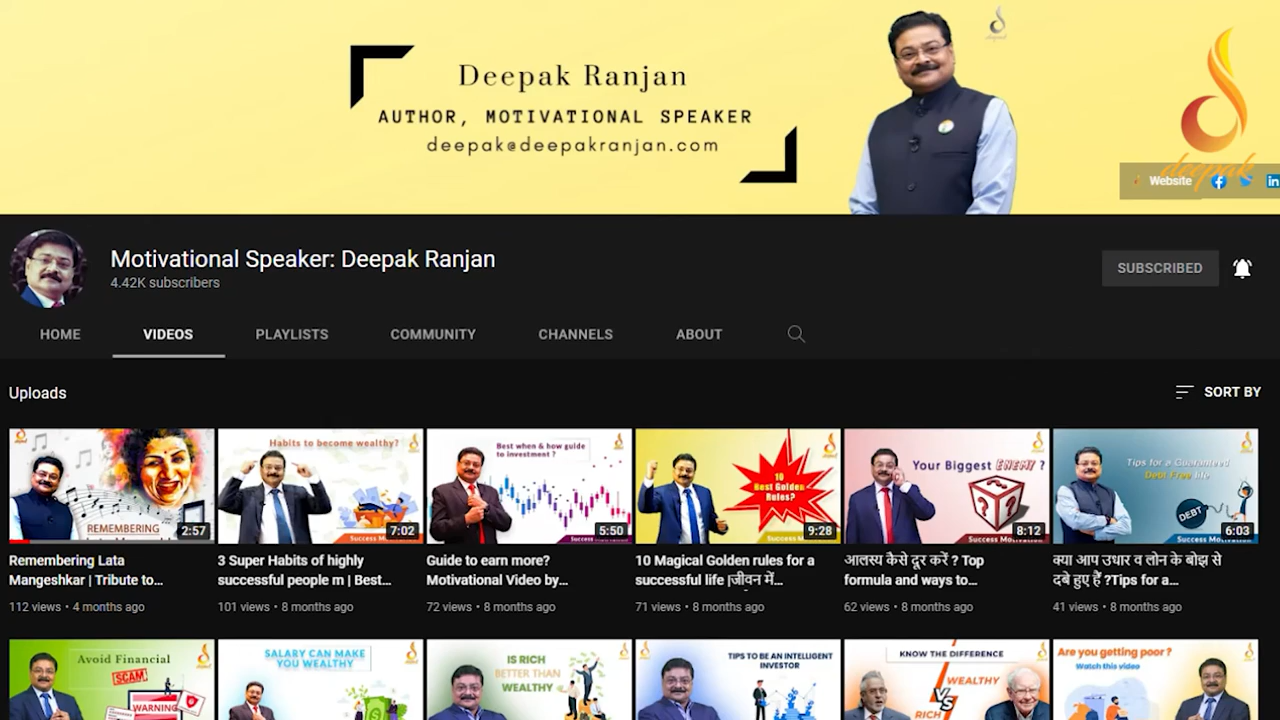 Deepak Ranjan
AUTHOR, MOTIVATIONAL SPEAKER
deepak@deepakranjan.com
deepak
Website
Motivational Speaker: Deepak Ranjan
4.42K subscribers
SUBSCRIBED
HOME VIDEOS PLAYLISTS COMMUNITY CHANNELS ABOUT
Uploads
SORT BY
REMEMBERING
2:57
Habits to become wealthy?
Success M
7:02
Best when & how guide
to investment ?
5:50
10
Best Golden
Rules?
Success M
9:28
Your Biggest ENEMY ?
Success Motivation
8:12
Tips for a Guaranteed
Debt Free life
DEBT
Success Motivation
6:03
Remembering Lata
Mangeshkar | Tribute to...
112 views • 4 months ago
3 Super Habits of highly
successful people m | Best...
101 views • 8 months ago
Guide to earn more?
Motivational Video by...
72 views • 8 months ago
10 Magical Golden rules for a
successful life |जीवन में...
71 views • 8 months ago
आलस्य कैसे दूर करें ? Top
formula and ways to...
62 views • 8 months ago
क्या आप उधार व लोन के बोझ से
दबे हुए हैं ?Tips for a...
41 views • 8 months ago
Avoid Financial
SCAM
WARNING
SALARY CAN MAKE
YOU WEALTHY
IS RICH
BETTER THAN
WEALTHY
TIPS TO BE AN INTELLIGENT
INVESTOR
KNOW THE DIFFERENCE
WEALTHY
VS
RICH
Are you getting poor ?
Watch this video